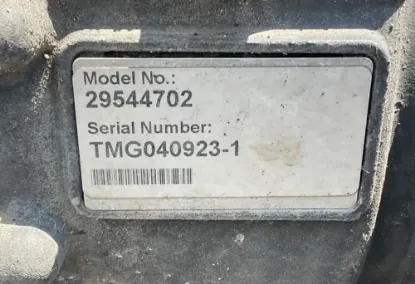 Model No.:
29544702
Serial Number:
TMG040923-1